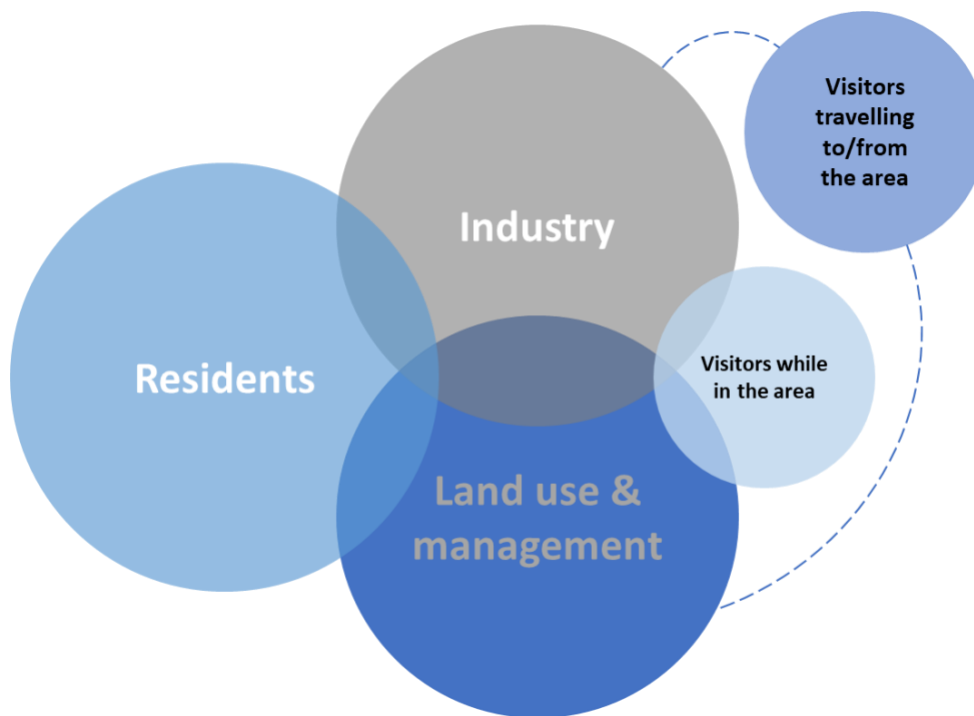 Visitors
travelling
to/from
the area
Industry
Residents
Visitors while
in the area
Land use &
management